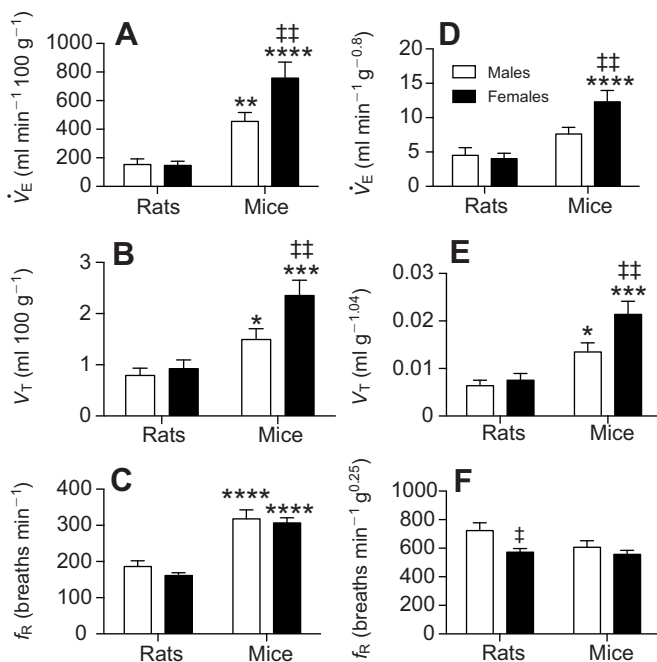 A
V̇E (ml min−1 100 g−1)
1000
800
600
400
200
0
**
‡‡
****
Rats Mice
D
V̇E (ml min−1 g−0.8)
20
15
10
5
0
Males
Females
‡‡
****
Rats Mice
B
VT (ml 100 g−1)
3
2
1
0
*
‡‡
***
Rats Mice
E
VT (ml g−1.04)
0.03
0.02
0.01
0
*
‡‡
***
Rats Mice
C
fR (breaths min−1)
400
300
200
100
0
**** ****
Rats Mice
F
fR (breaths min−1 g0.25)
1000
800
600
400
200
0
‡
Rats Mice